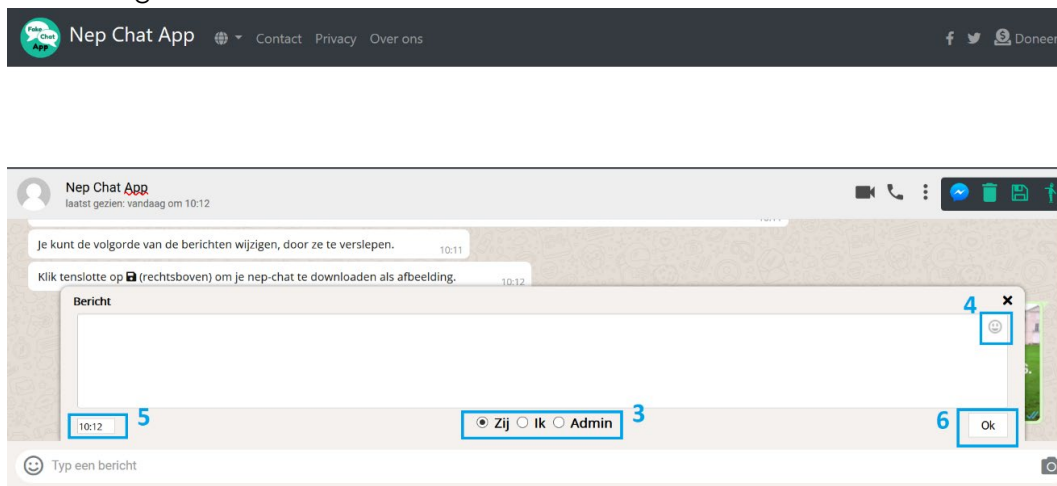 Fake Chat App
Nep Chat App Contact Privacy Over ons Doneer
Nep Chat App
laatst gezien: vandaag om 10:12
Je kunt de volgorde van de berichten wijzigen, door ze te verslepen. 10:11
Klik tenslotte op (rechtsboven) om je nep-chat te downloaden als afbeelding. 10:12
Bericht
4
10:12 5
Zij Ik Admin 3
6 Ok
Typ een bericht